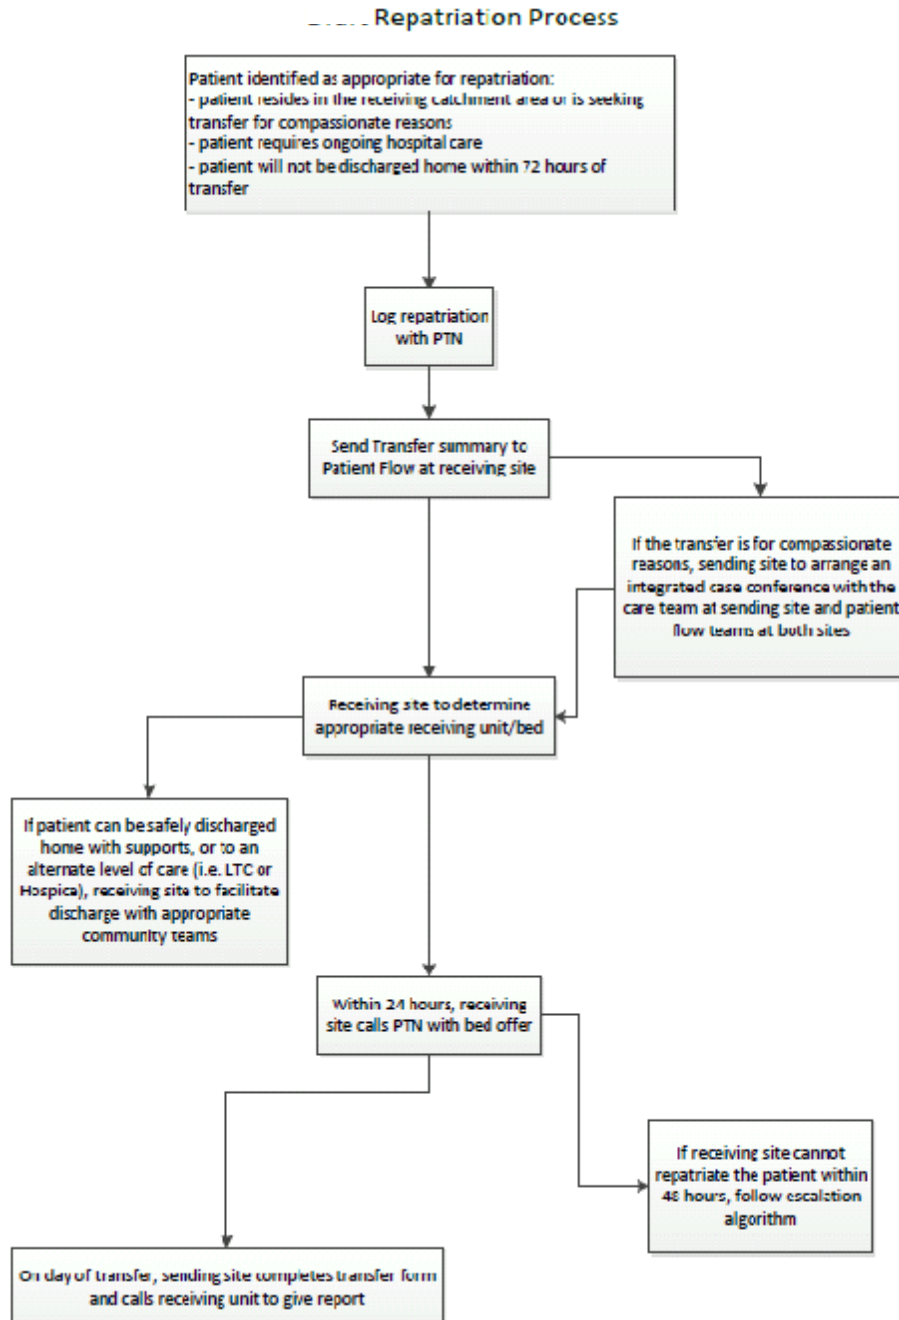 Repatriation Process
Patient identified as appropriate for repatriation:
- patient resides in the receiving catchment area or is seeking
transfer for compassionate reasons
- patient requires ongoing hospital care
- patient will not be discharged home within 72 hours of
transfer
Log repatriation
with PTN
Send Transfer summary to
Patient Flow at receiving site
If the transfer is for compassionate
reasons, sending site to arrange an
integrated case conference with the
care team at sending site and patient
flow teams at both sites
Receiving site to determine
appropriate receiving unit/bed
If patient can be safely discharged
home with supports, or to an
alternate level of care (i.e. LTC or
Hospice), receiving site to facilitate
discharge with appropriate
community teams
Within 24 hours, receiving
site calls PTN with bed offer
If receiving site cannot
repatriate the patient within
48 hours, follow escalation
algorithm
On day of transfer, sending site completes transfer form
and calls receiving unit to give report